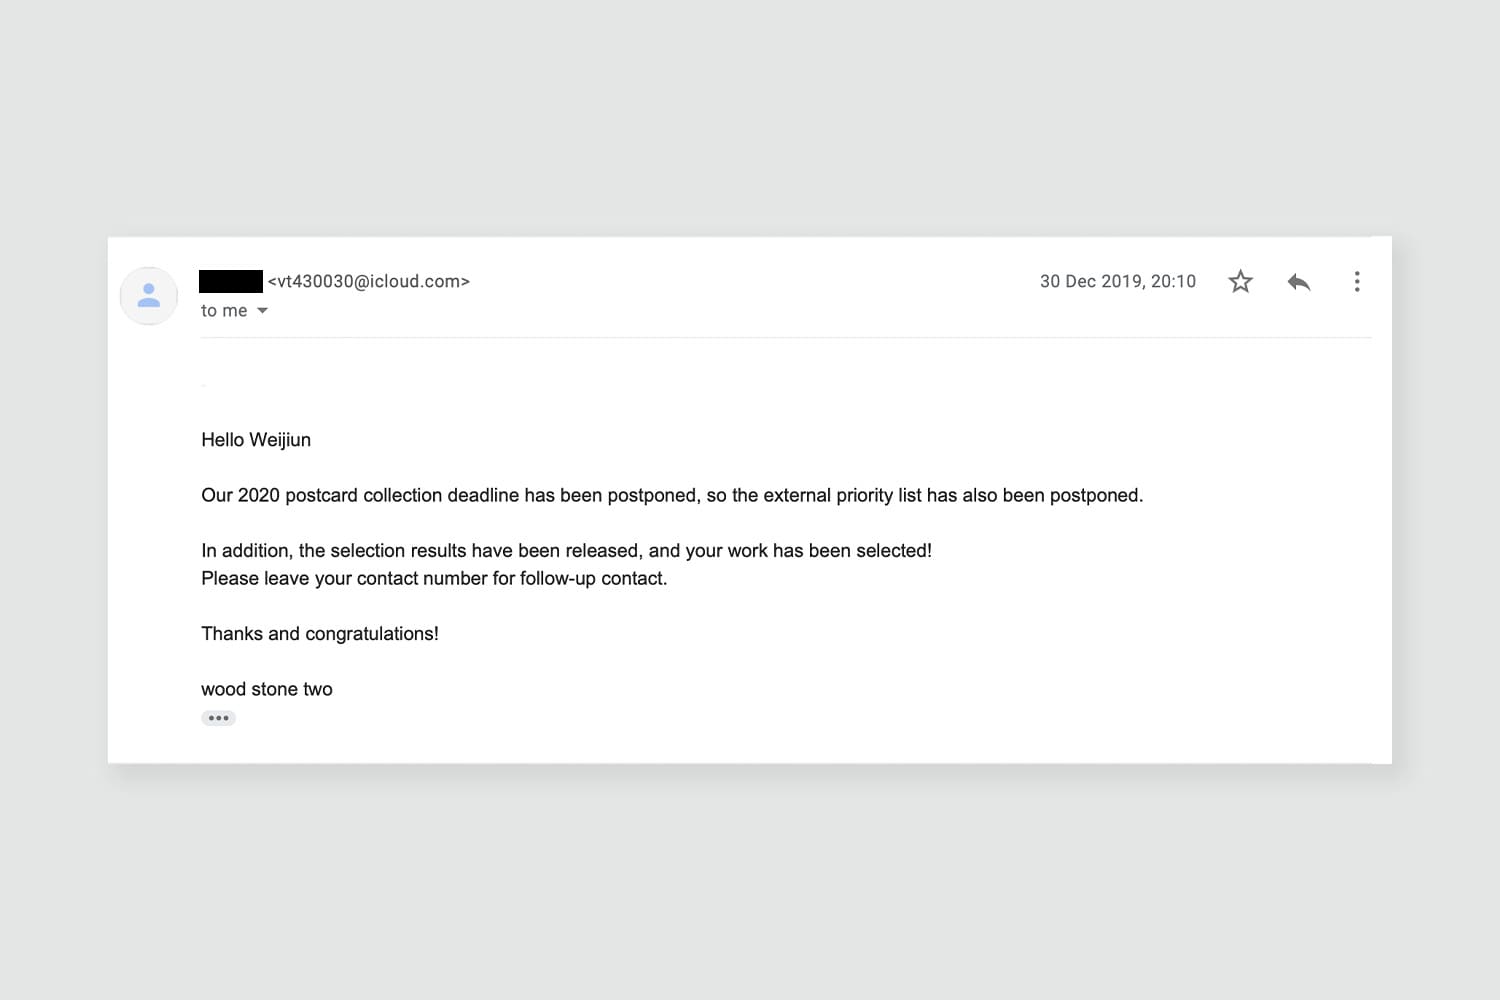 <vt430030@icloud.com>
30 Dec 2019, 20:10
to me
Hello Weijiun
Our 2020 postcard collection deadline has been postponed, so the external priority list has also been postponed.
In addition, the selection results have been released, and your work has been selected!
Please leave your contact number for follow-up contact.
Thanks and congratulations!
wood stone two